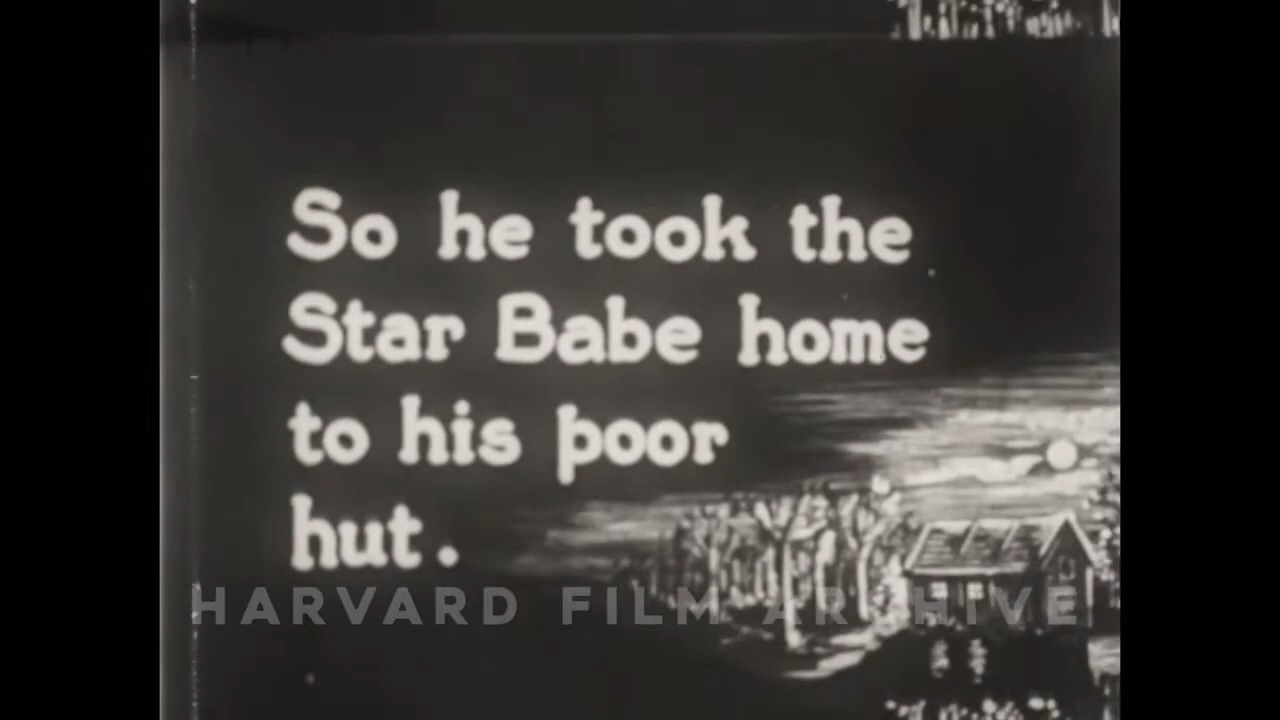 So he took the
Star Babe home
to his poor
hut.
HARVARD FILM ARCHIVE